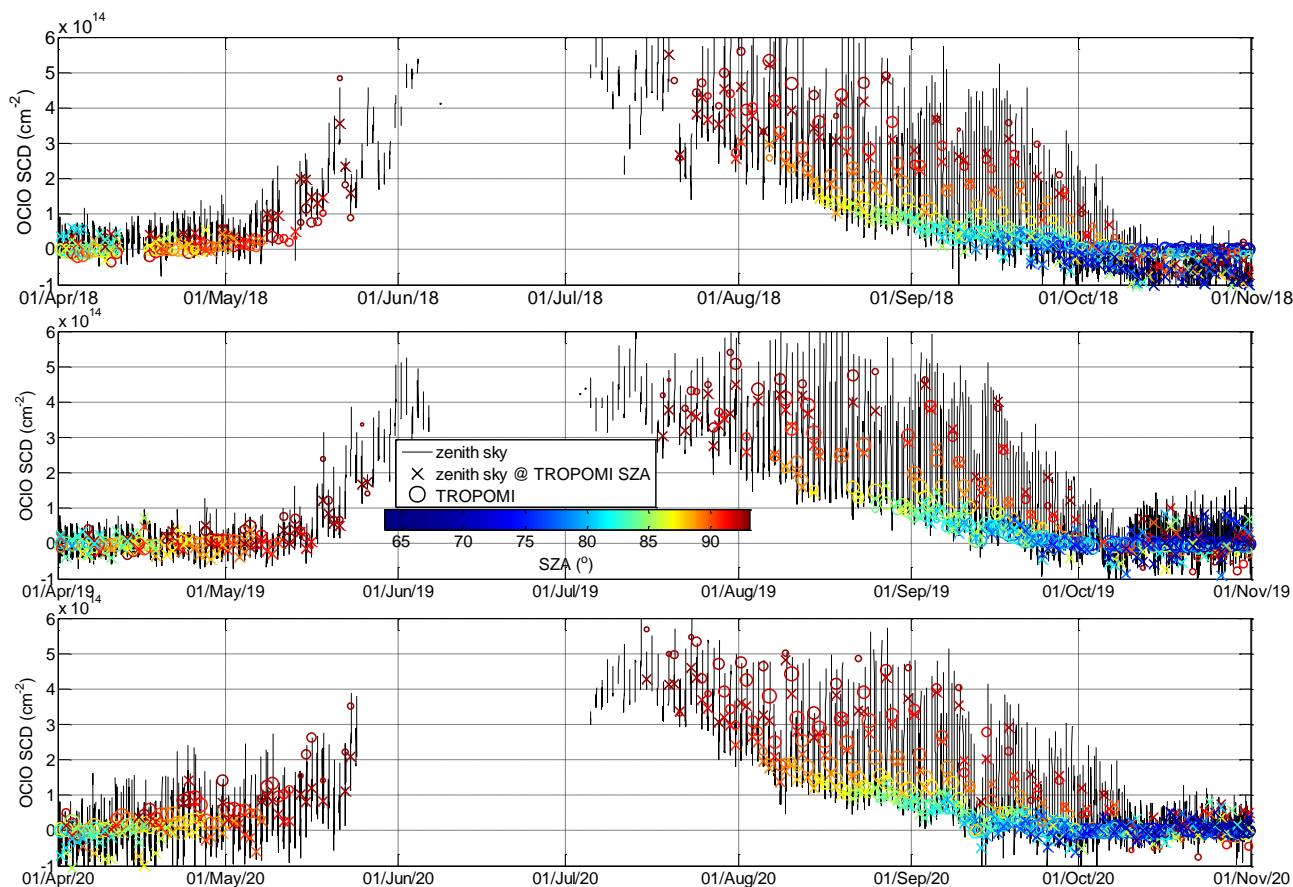 x 10^14
6
5
4
3
2
1
0
-1
OClO SCD (cm^-2)
01/Apr/18 01/May/18 01/Jun/18 01/Jul/18 01/Aug/18 01/Sep/18 01/Oct/18 01/Nov/18
x 10^14
6
5
4
3
2
1
0
-1
OClO SCD (cm^-2)
zenith sky
zenith sky @ TROPOMI SZA
TROPOMI
65 70 75 80 85 90
SZA (°)
01/Apr/19 01/May/19 01/Jun/19 01/Jul/19 01/Aug/19 01/Sep/19 01/Oct/19 01/Nov/19
x 10^14
6
5
4
3
2
1
0
-1
OClO SCD (cm^-2)
01/Apr/20 01/May/20 01/Jun/20 01/Jul/20 01/Aug/20 01/Sep/20 01/Oct/20 01/Nov/20